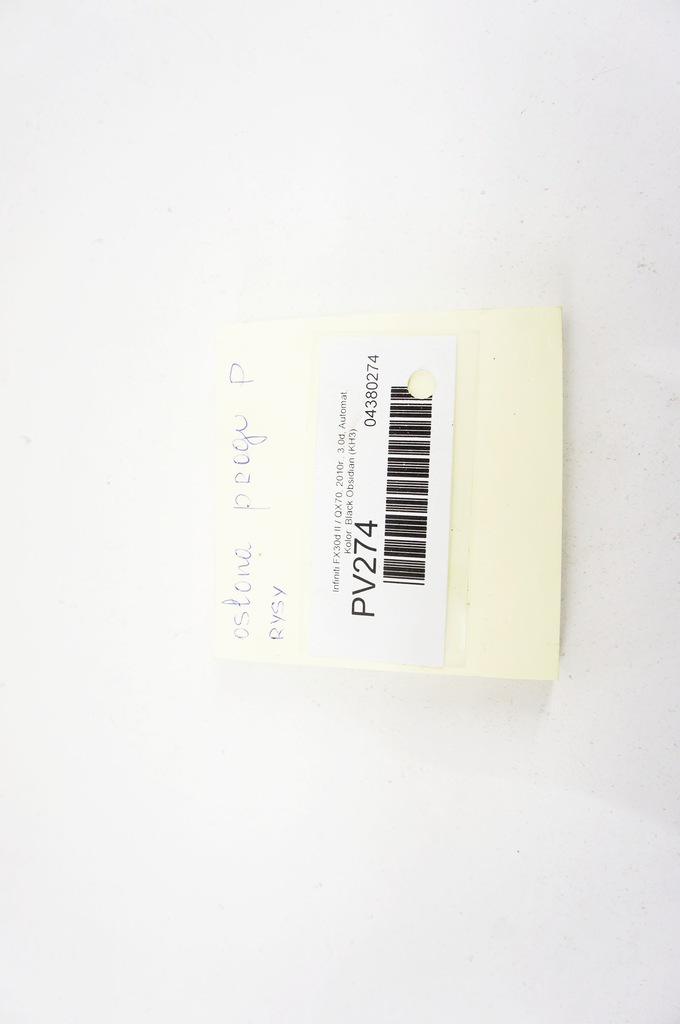 osłona progu P
RYSY
Infiniti FX30d II / QX70, 2010r., 3.0d, Automat.
Kolor: Black Obsidian (KH3)
PV274
04380274